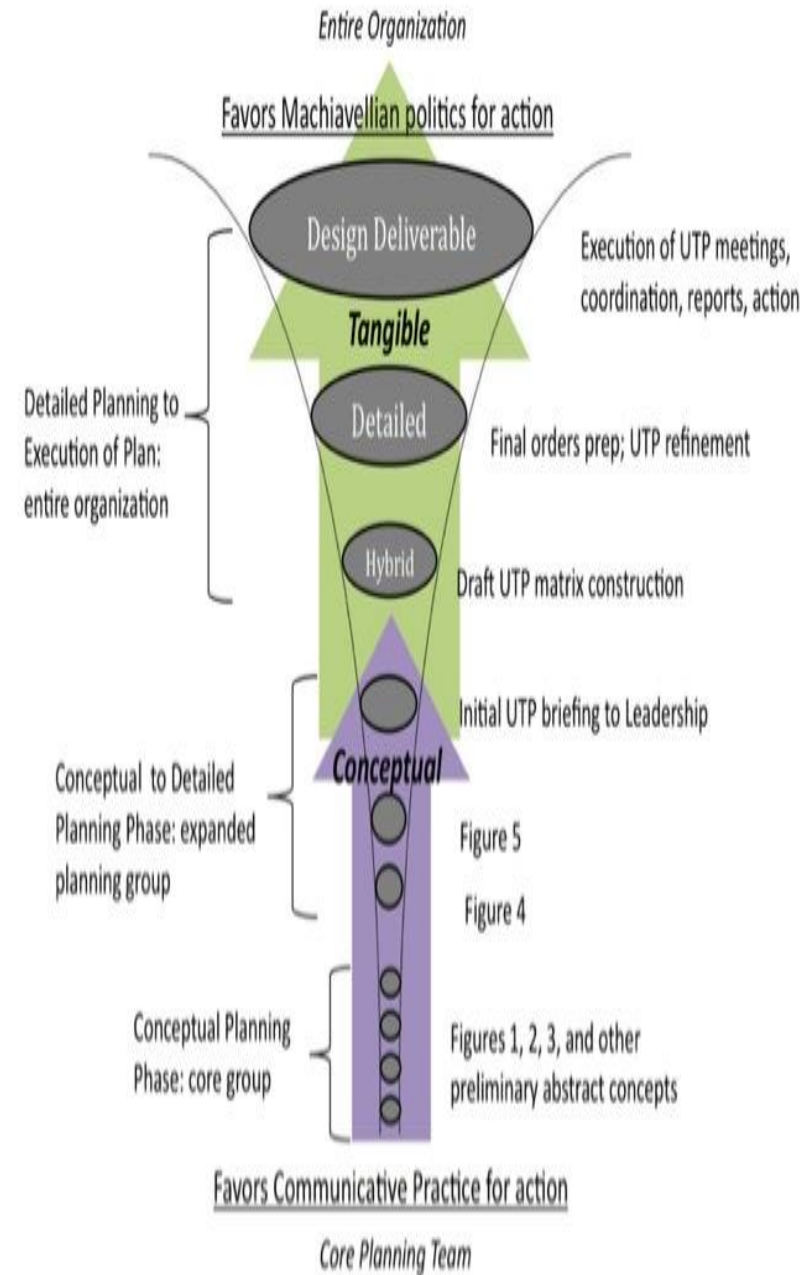 Entire Organization
Favors Machiavellian politics for action
Design Deliverable
Execution of UTP meetings,
coordination, reports, action
Tangible
Detailed Planning to
Execution of Plan:
entire organization
Detailed
Final orders prep; UTP refinement
Hybrid
Draft UTP matrix construction
Initial UTP briefing to Leadership
Conceptual
Conceptual to Detailed
Planning Phase: expanded
planning group
Figure 5
Figure 4
Conceptual Planning
Phase: core group
Figures 1, 2, 3, and other
preliminary abstract concepts
Favors Communicative Practice for action
Core Planning Team